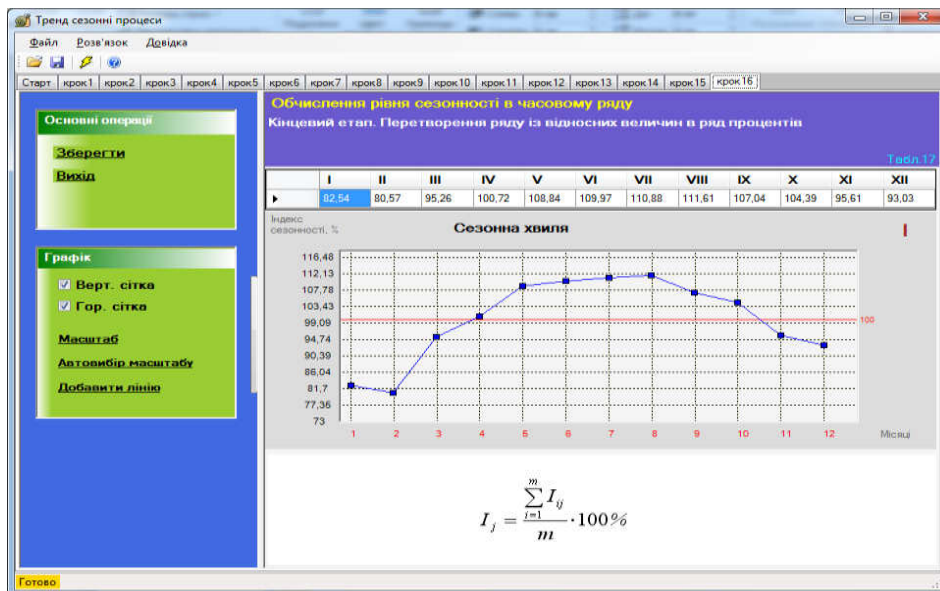 Тренд сезонні процеси
Файл Розв'язок Довідка
Старт крок1 крок2 крок3 крок4 крок5 крок6 крок7 крок8 крок9 крок10 крок11 крок12 крок13 крок14 крок15 крок16
Основні операції
Зберегти
Вихід
Графік
Верт. сітка
Гор. сітка
Масштаб
Автовибір масштабу
Добавити лінію
Обчислення рівня сезонності в часовому ряду
Кінцевий етап. Перетворення ряду із відносних величин в ряд процентів
Табл.17
I II III IV V VI VII VIII IX X XI XII
82,54 80,57 95,26 100,72 108,84 109,97 110,88 111,61 107,04 104,39 95,61 93,03
Індекс
сезонності, %
Сезонна хвиля
116,48
112,13
107,78
103,43
99,09
94,74
90,39
86,04
81,7
77,35
73
100
1 2 3 4 5 6 7 8 9 10 11 12 Місяці
I_j = \frac{\sum_{i=1}^{m} I_{ij}}{m} \cdot 100%
Готово